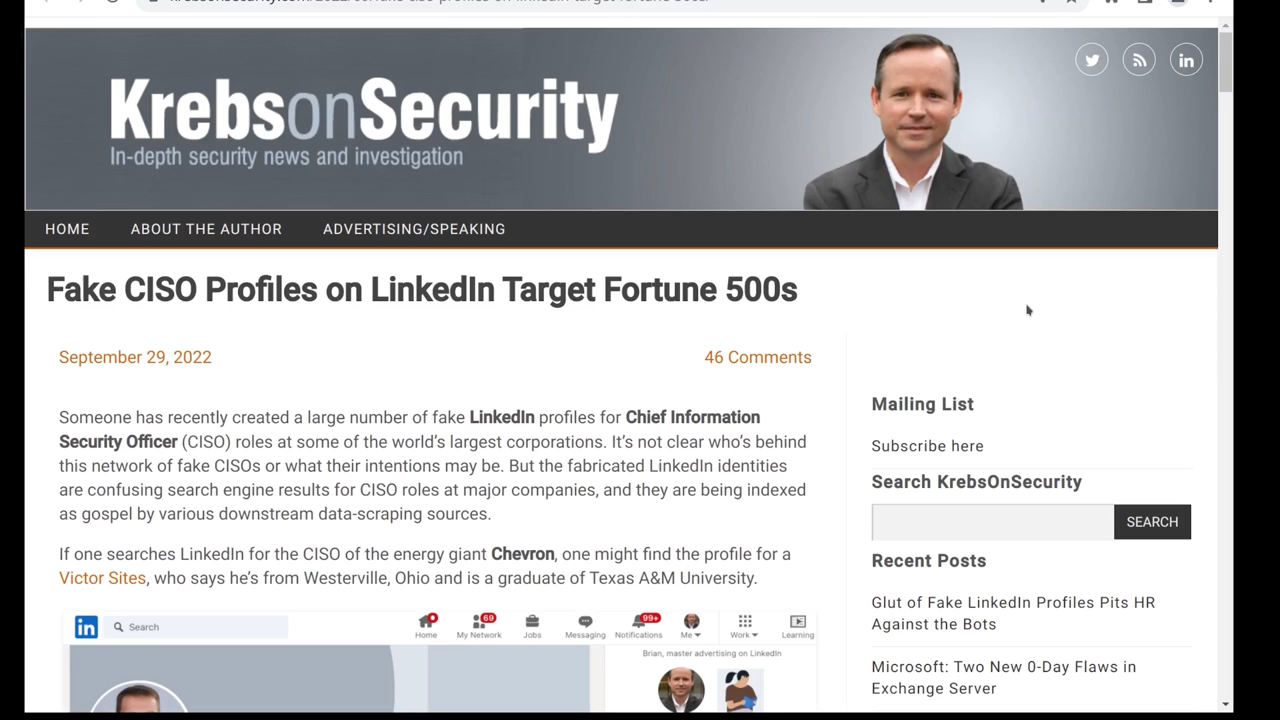 KrebsonSecurity
In-depth security news and investigation
HOME
ABOUT THE AUTHOR
ADVERTISING/SPEAKING
Fake CISO Profiles on LinkedIn Target Fortune 500s
September 29, 2022
46 Comments
Someone has recently created a large number of fake LinkedIn profiles for Chief Information
Security Officer (CISO) roles at some of the world's largest corporations. It's not clear who's behind
this network of fake CISOs or what their intentions may be. But the fabricated LinkedIn identities
are confusing search engine results for CISO roles at major companies, and they are being indexed
as gospel by various downstream data-scraping sources.
If one searches LinkedIn for the CISO of the energy giant Chevron, one might find the profile for a
Victor Sites, who says he's from Westerville, Ohio and is a graduate of Texas A&M University.
in
Search
Home
69
My Network
Jobs
Messaging
99+
Notifications
Me
Work
Learning
Brian, master advertising on LinkedIn
in
Mailing List
Subscribe here
Search KrebsOnSecurity
SEARCH
Recent Posts
Glut of Fake LinkedIn Profiles Pits HR
Against the Bots
Microsoft: Two New 0-Day Flaws in
Exchange Server